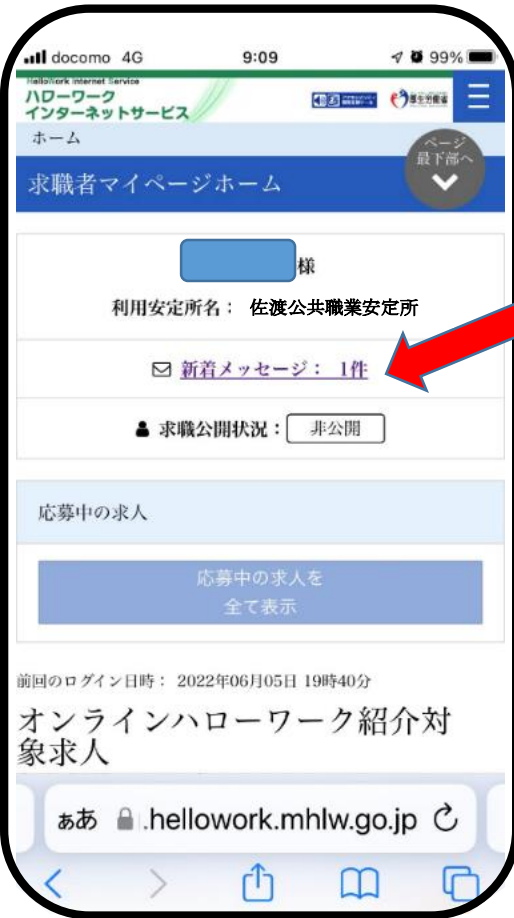 docomo 4G 9:09 99%
HelloWork Internet Service
ハローワーク
インターネットサービス
厚生労働省
ホーム
ページ
最下部へ
求職者マイページホーム
様
利用安定所名： 佐渡公共職業安定所
新着メッセージ： 1件
求職公開状況： 非公開
応募中の求人
応募中の求人を
全て表示
前回のログイン日時： 2022年06月05日 19時40分
オンラインハローワーク紹介対
象求人
ぁあ .hellowork.mhlw.go.jp